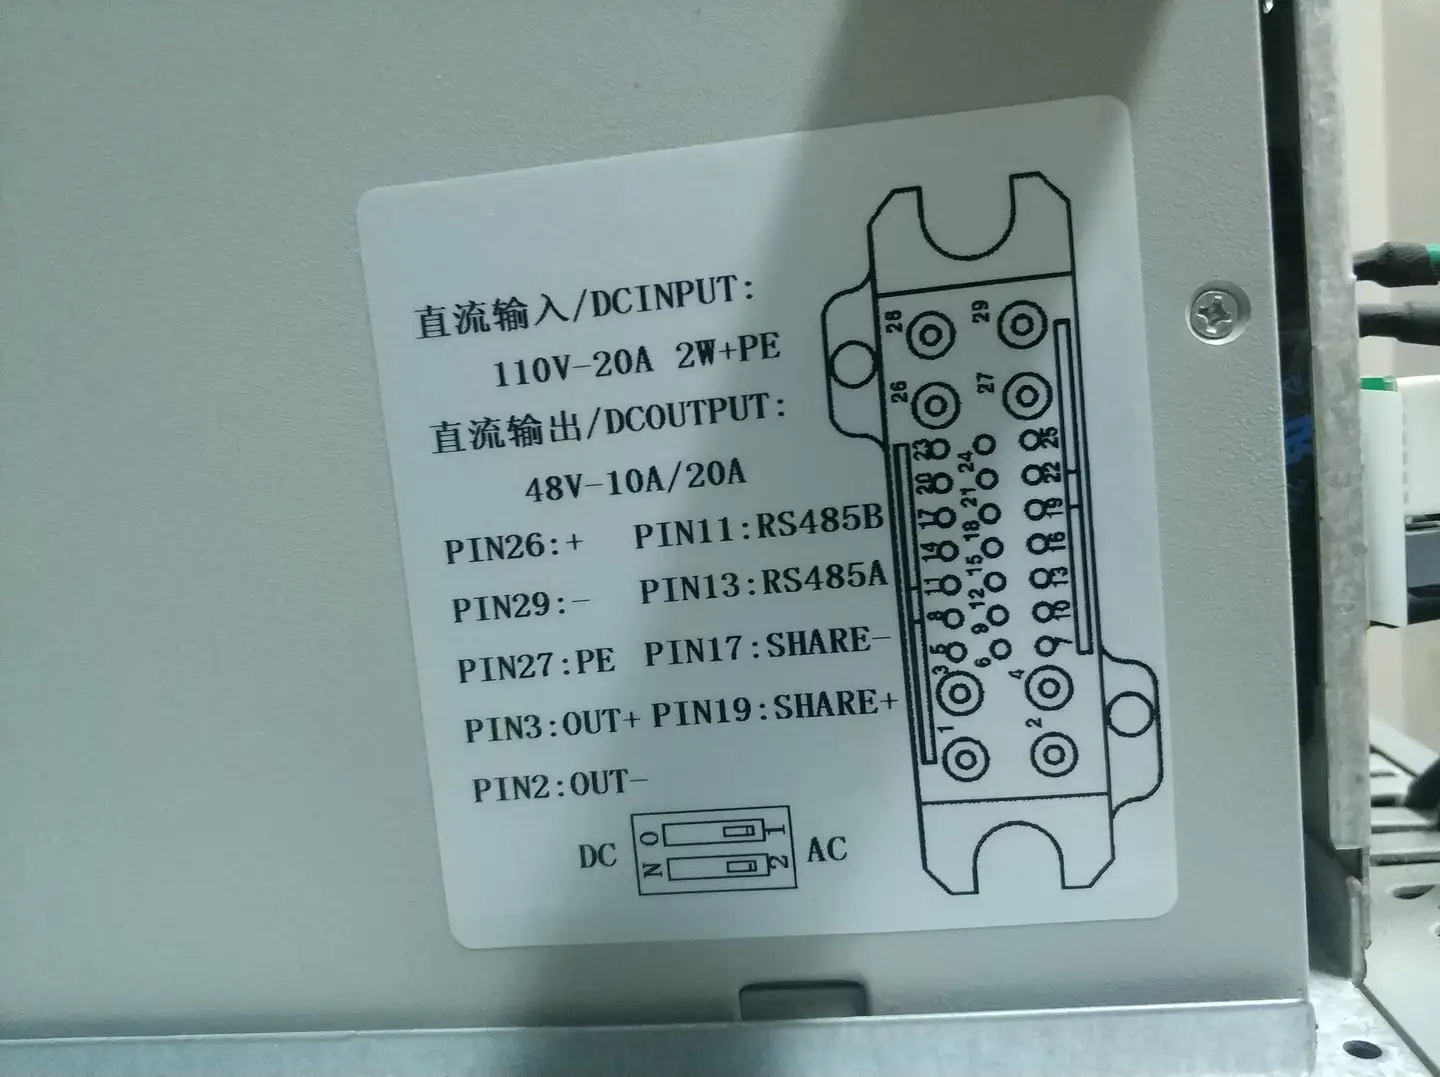 直流输入/DCINPUT:
110V-20A 2W+PE
直流输出/DCOUTPUT:
48V-10A/20A
PIN26:+ PIN11:RS485B
PIN29:- PIN13:RS485A
PIN27:PE PIN17:SHARE-
PIN3:OUT+ PIN19:SHARE+
PIN2:OUT-
DC O 1 AC
N 2
28 29
26 27
23 24 25
20 21 22
17 18 19
14 15 16
11 12 13
8 9 10
5 6 7
3 4
1 2